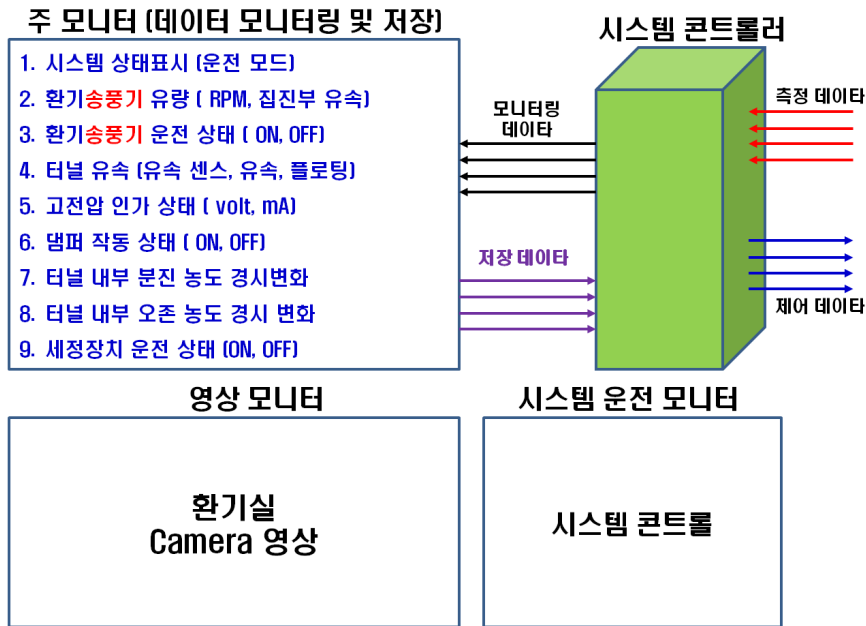 주 모니터 (데이터 모니터링 및 저장)
1. 시스템 상태표시 (운전 모드)
2. 환기송풍기 유량 ( RPM, 집진부 유속)
3. 환기송풍기 운전 상태 ( ON, OFF)
4. 터널 유속 (유속 센스, 유속, 플로팅)
5. 고전압 인가 상태 ( volt, mA)
6. 댐퍼 작동 상태 ( ON, OFF)
7. 터널 내부 분진 농도 경시변화
8. 터널 내부 오존 농도 경시 변화
9. 세정장치 운전 상태 (ON, OFF)
모니터링
데이타
저장 데이타
시스템 콘트롤러
측정 데이타
제어 데이타
영상 모니터
환기실
Camera 영상
시스템 운전 모니터
시스템 콘트롤